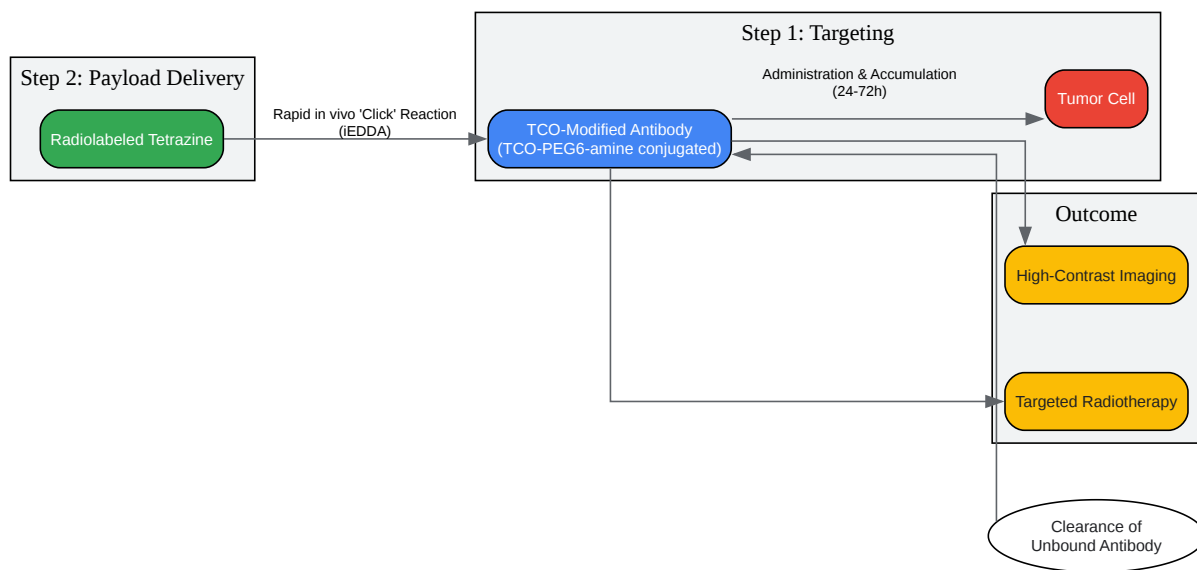 Step 1: Targeting
Step 2: Payload Delivery
Administration & Accumulation
(24-72h)
Tumor Cell
Radiolabeled Tetrazine
Rapid in vivo 'Click' Reaction
(iEDDA)
TCO-Modified Antibody
(TCO-PEG6-amine conjugated)
Outcome
High-Contrast Imaging
Targeted Radiotherapy
Clearance of
Unbound Antibody